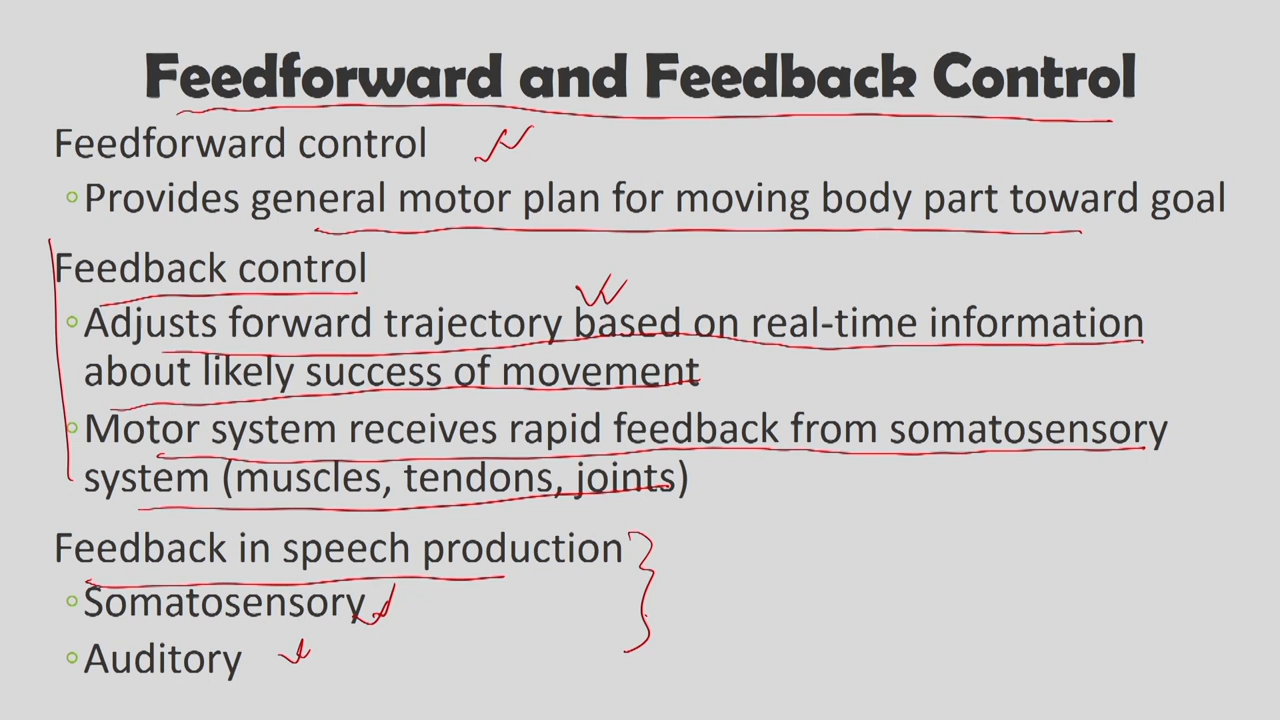 Feedforward and Feedback Control
Feedforward control
Provides general motor plan for moving body part toward goal
Feedback control
Adjusts forward trajectory based on real-time information
about likely success of movement
Motor system receives rapid feedback from somatosensory
system (muscles, tendons, joints)
Feedback in speech production
Somatosensory
Auditory